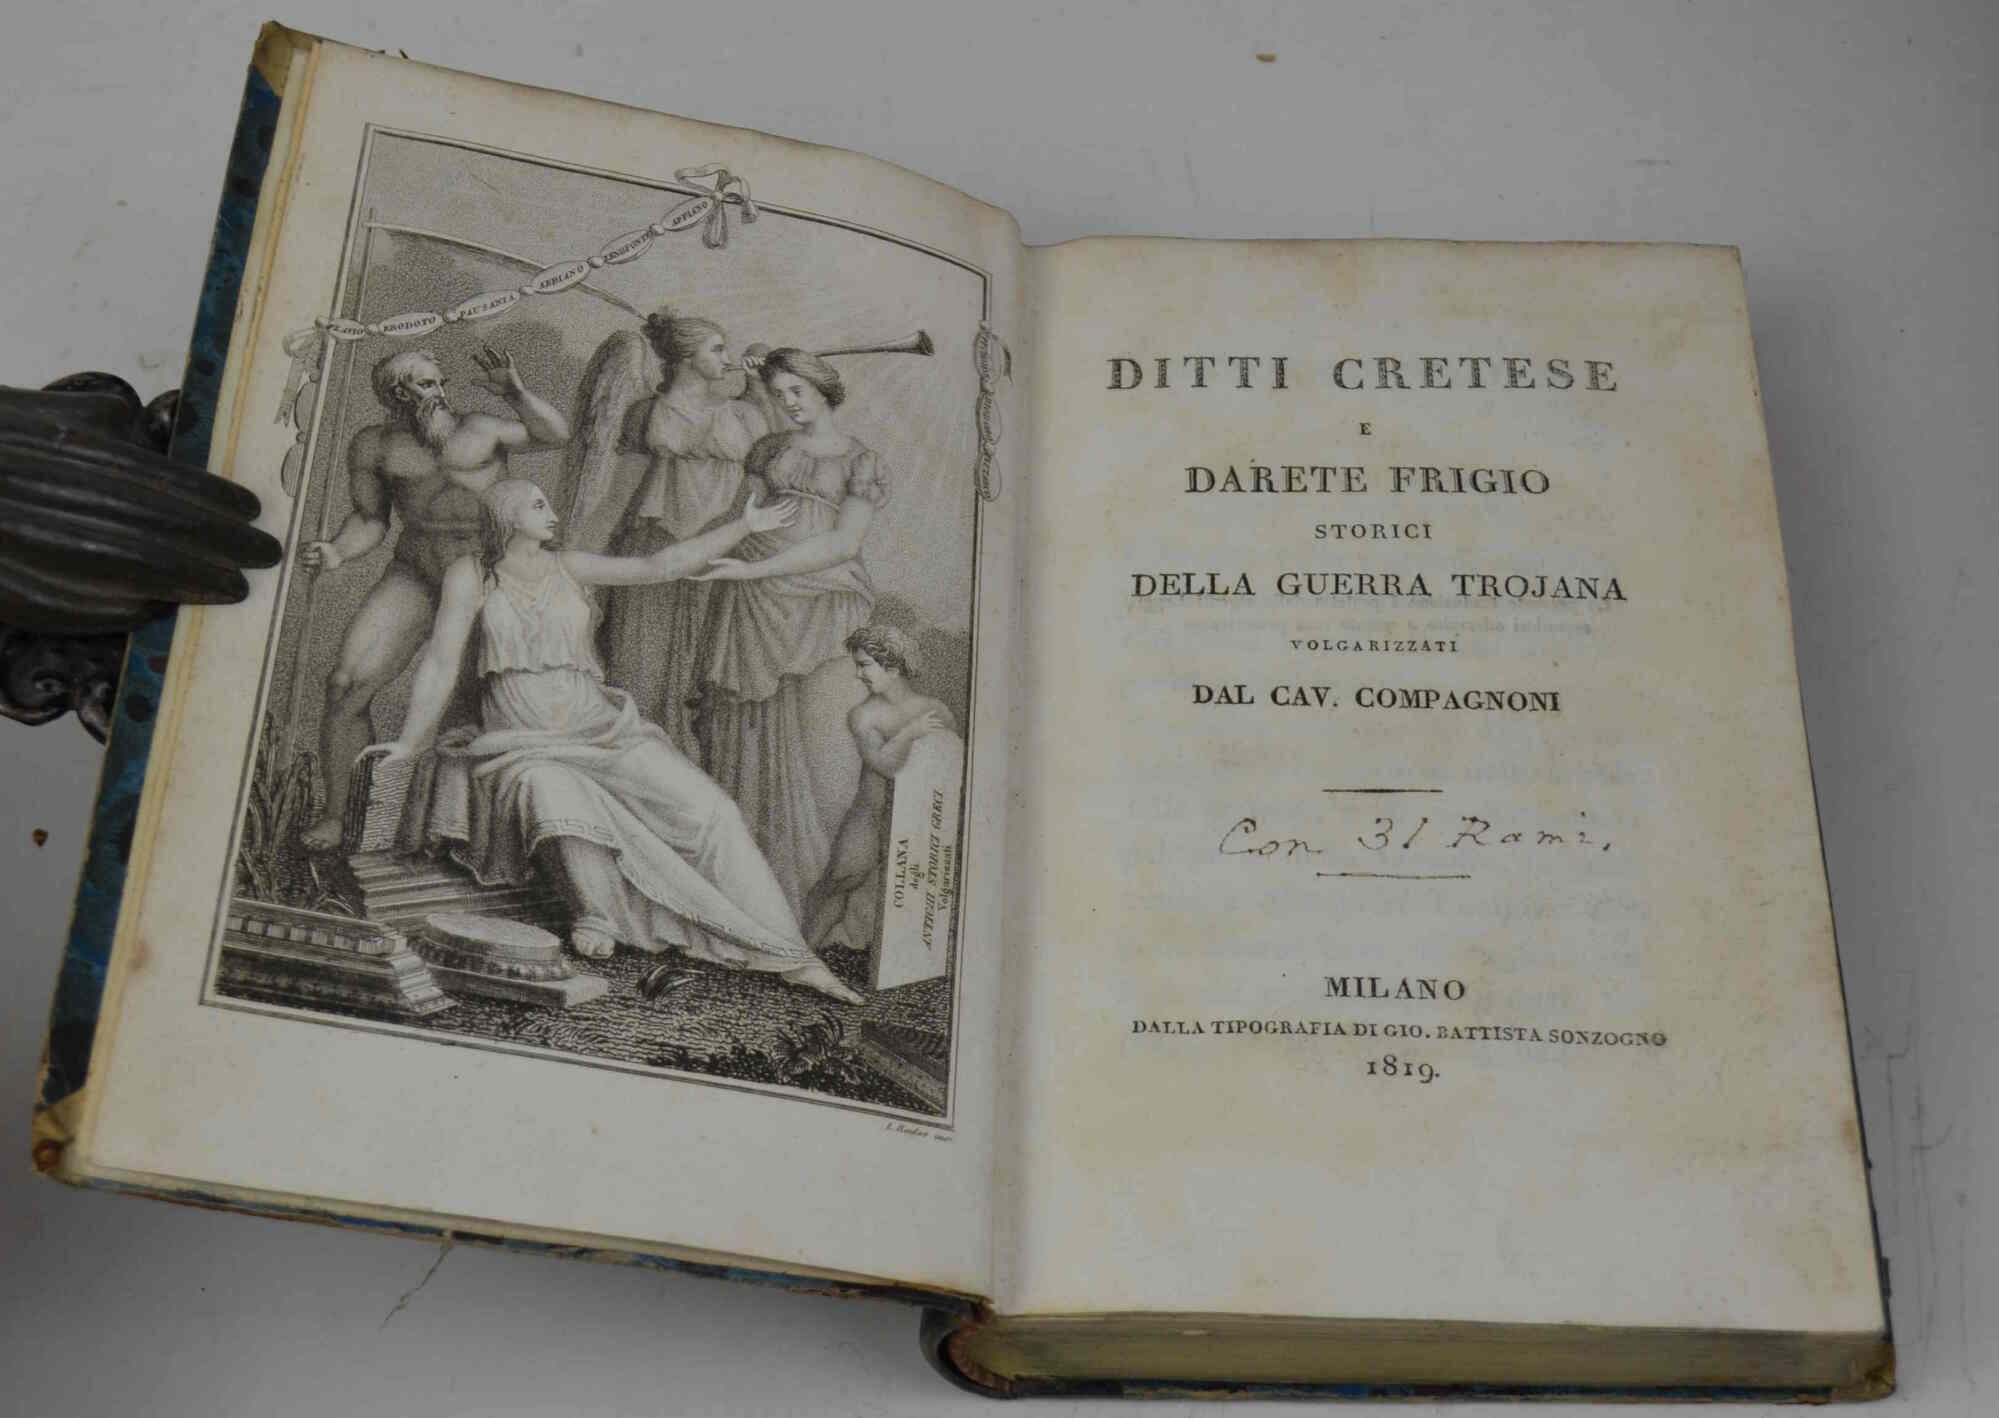 FLAVIO ERODOTO PAUSANIA ARRIANO ZENOFONTE APPIANO
COLLANA
degli
ANTICHI STORICI GRECI
Volgarizzati
DITTI CRETESE
E
DARETE FRIGIO
STORICI
DELLA GUERRA TROJANA
VOLGARIZZATI
DAL CAV. COMPAGNONI
Con 31 Rami.
MILANO
DALLA TIPOGRAFIA DI GIO. BATTISTA SONZOGNO
1819.